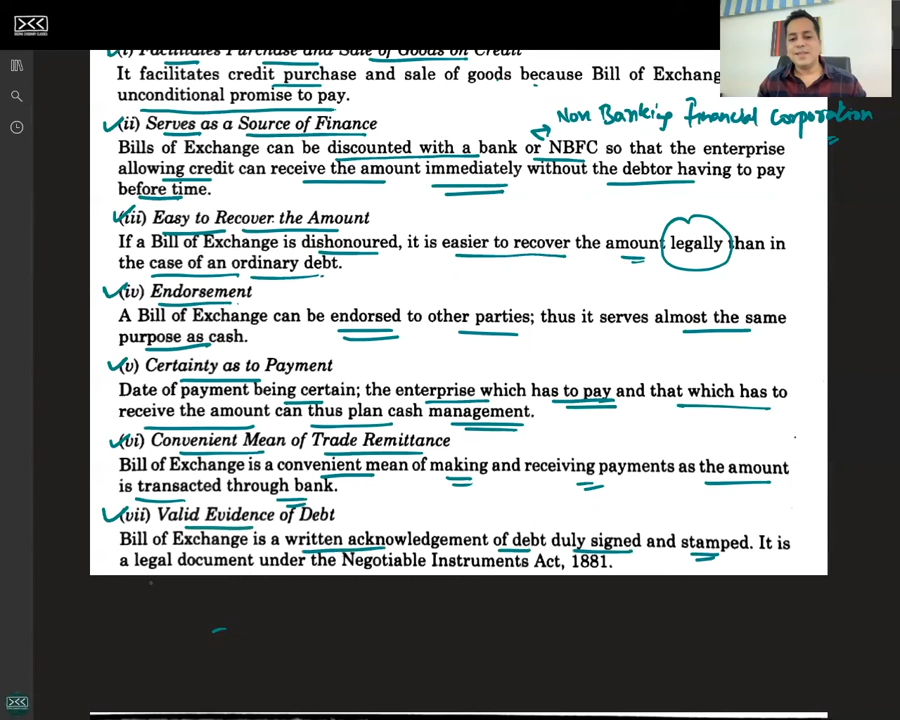 (i) Facilitates Purchase and Sale of Goods on Credit
It facilitates credit purchase and sale of goods because Bill of Exchang
unconditional promise to pay.
Non Banking Financial Corporation
(ii) Serves as a Source of Finance
Bills of Exchange can be discounted with a bank or NBFC so that the enterprise
allowing credit can receive the amount immediately without the debtor having to pay
before time.
(iii) Easy to Recover the Amount
If a Bill of Exchange is dishonoured, it is easier to recover the amount legally than in
the case of an ordinary debt.
(iv) Endorsement
A Bill of Exchange can be endorsed to other parties; thus it serves almost the same
purpose as cash.
(v) Certainty as to Payment
Date of payment being certain; the enterprise which has to pay and that which has to
receive the amount can thus plan cash management.
(vi) Convenient Mean of Trade Remittance
Bill of Exchange is a convenient mean of making and receiving payments as the amount
is transacted through bank.
(vii) Valid Evidence of Debt
Bill of Exchange is a written acknowledgement of debt duly signed and stamped. It is
a legal document under the Negotiable Instruments Act, 1881.